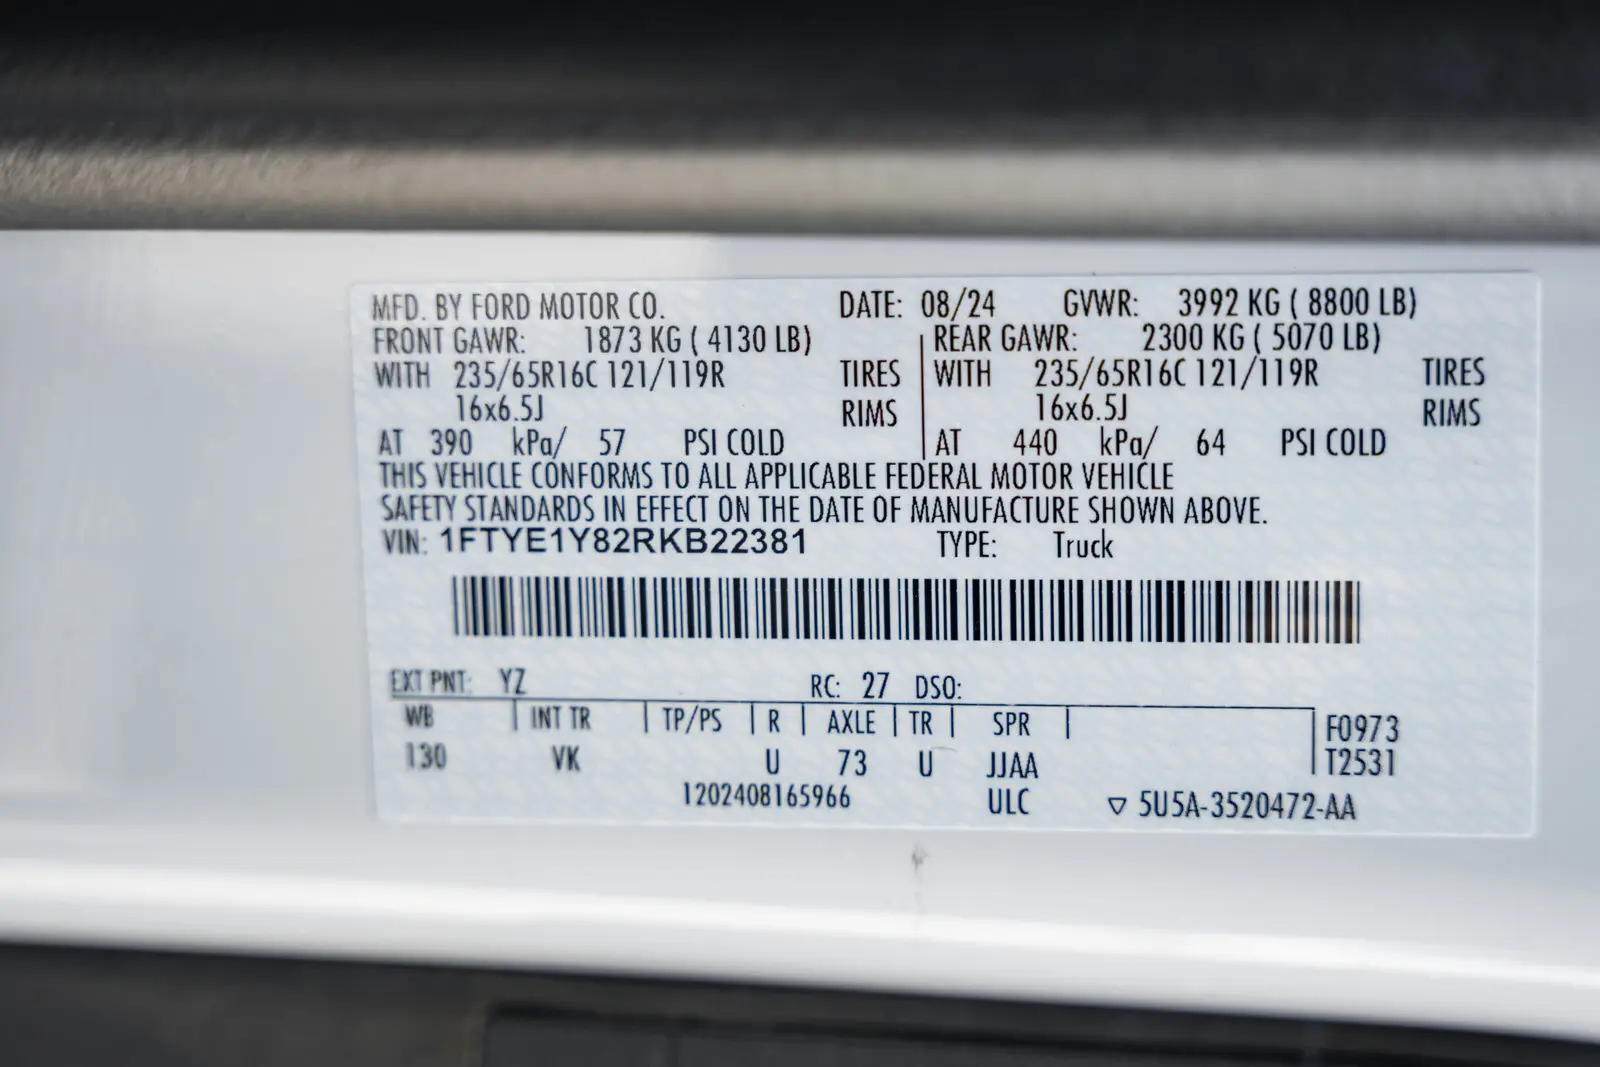 MFD. BY FORD MOTOR CO. DATE: 08/24 GVWR: 3992 KG ( 8800 LB)
FRONT GAWR: 1873 KG ( 4130 LB) REAR GAWR: 2300 KG ( 5070 LB)
WITH 235/65R16C 121/119R TIRES WITH 235/65R16C 121/119R TIRES
16x6.5J RIMS 16x6.5J RIMS
AT 390 kPa/ 57 PSI COLD AT 440 kPa/ 64 PSI COLD
THIS VEHICLE CONFORMS TO ALL APPLICABLE FEDERAL MOTOR VEHICLE
SAFETY STANDARDS IN EFFECT ON THE DATE OF MANUFACTURE SHOWN ABOVE.
VIN: 1FTYE1Y82RKB22381 TYPE: Truck
EXT PNT: YZ RC: 27 DSO:
WB INT TR TP/PS R AXLE TR SPR F0973
130 VK U 73 U JJAA T2531
1202408165966 ULC ▽ 5U5A-3520472-AA